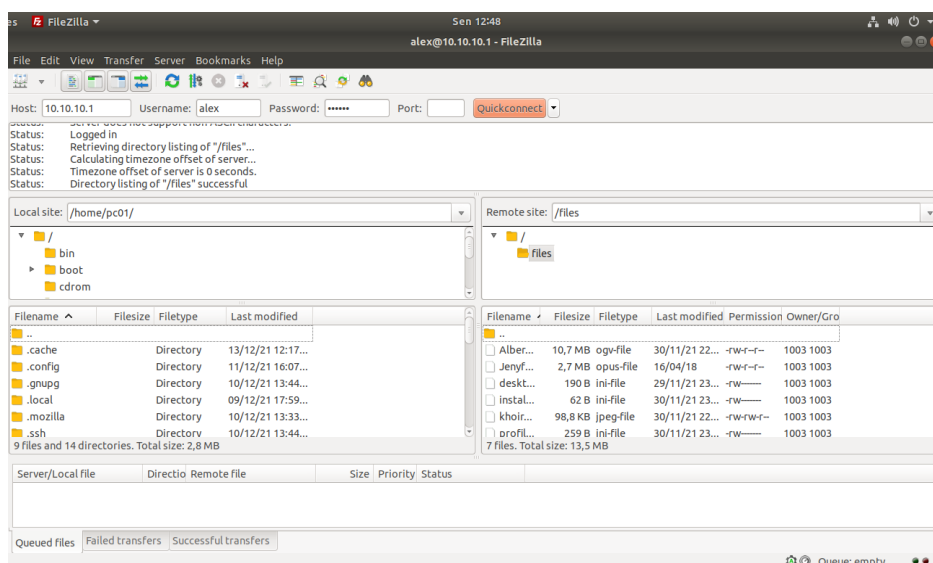 es FileZilla Sen 12:48
alex@10.10.10.1 - FileZilla
File Edit View Transfer Server Bookmarks Help
Host: 10.10.10.1 Username: alex Password: •••••• Port: Quickconnect
Status: Server does not support non-ASCII characters.
Status: Logged in
Status: Retrieving directory listing of "/files"...
Status: Calculating timezone offset of server...
Status: Timezone offset of server is 0 seconds.
Status: Directory listing of "/files" successful
Local site: /home/pc01/ Remote site: /files
/ /
bin files
boot
cdrom
Filename Filesize Filetype Last modified Filename Filesize Filetype Last modified Permission Owner/Gro
.. ..
.cache Directory 13/12/21 12:17... Alber... 10,7 MB ogv-file 30/11/21 22... -rw-r--r-- 1003 1003
.config Directory 11/12/21 16:07... Jenyf... 2,7 MB opus-file 16/04/18 -rw-r--r-- 1003 1003
.gnupg Directory 10/12/21 13:44... deskt... 190 B ini-file 29/11/21 23... -rw------- 1003 1003
.local Directory 09/12/21 17:59... instal... 62 B ini-file 30/11/21 23... -rw------- 1003 1003
.mozilla Directory 10/12/21 13:33... khoir... 98,8 KB jpeg-file 30/11/21 22... -rw-rw-r-- 1003 1003
.ssh Directory 10/12/21 13:44... profil... 259 B ini-file 30/11/21 23... -rw------- 1003 1003
9 files and 14 directories. Total size: 2,8 MB 7 files. Total size: 13,5 MB
Server/Local file Directio Remote file Size Priority Status
Queued files Failed transfers Successful transfers
Queue: empty